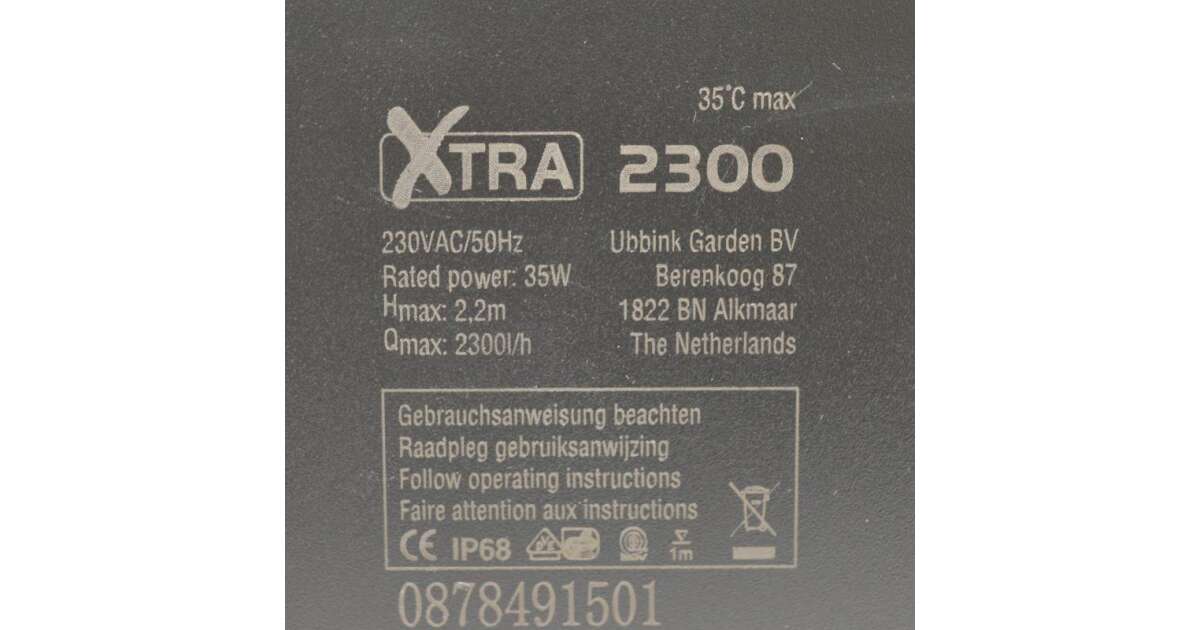 35°C max
XTRA 2300
230VAC/50Hz
Rated power: 35W
Hmax: 2,2m
Qmax: 2300l/h
Ubbink Garden BV
Berenkoog 87
1822 BN Alkmaar
The Netherlands
Gebrauchsanweisung beachten
Raadpleg gebruiksanwijzing
Follow operating instructions
Faire attention aux instructions
CE IP68 1m
0878491501